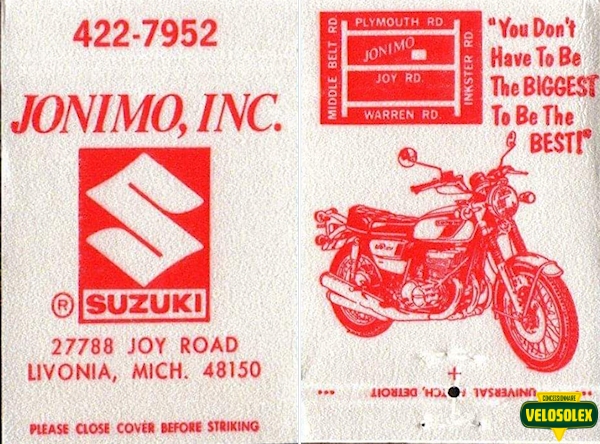 422-7952
JONIMO, INC.
® SUZUKI
27788 JOY ROAD
LIVONIA, MICH. 48150
PLEASE CLOSE COVER BEFORE STRIKING
PLYMOUTH RD.
MIDDLE BELT RD
JONIMO
JOY RD.
INKSTER RD.
WARREN RD
"You Don't
Have To Be
The BIGGEST
To Be The
BEST!"
UNIVERSAL MATCH, DETROIT
CONCESSIONNAIRE
VELOSOLEX